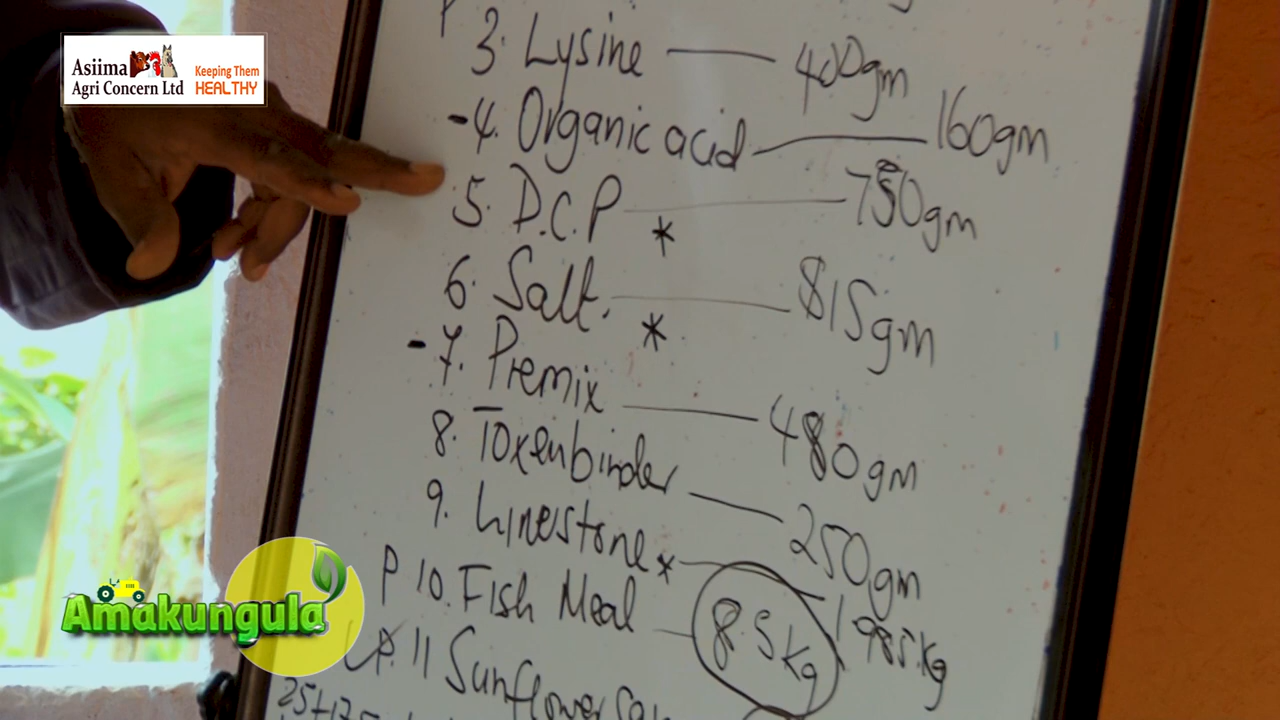 Asiima
Agri Concern Ltd
Keeping Them
HEALTHY
P 3. Lysine 400gm
-4. Organic acid 160gm
5. D.C.P * 750gm
6. Salt. * 815gm
-7. Premix 480gm
8. Toxenbinder 250gm
9. Limestone * 1985kg
P 10. Fish Meal 8.5kg
11 Sunflower
Amakungula